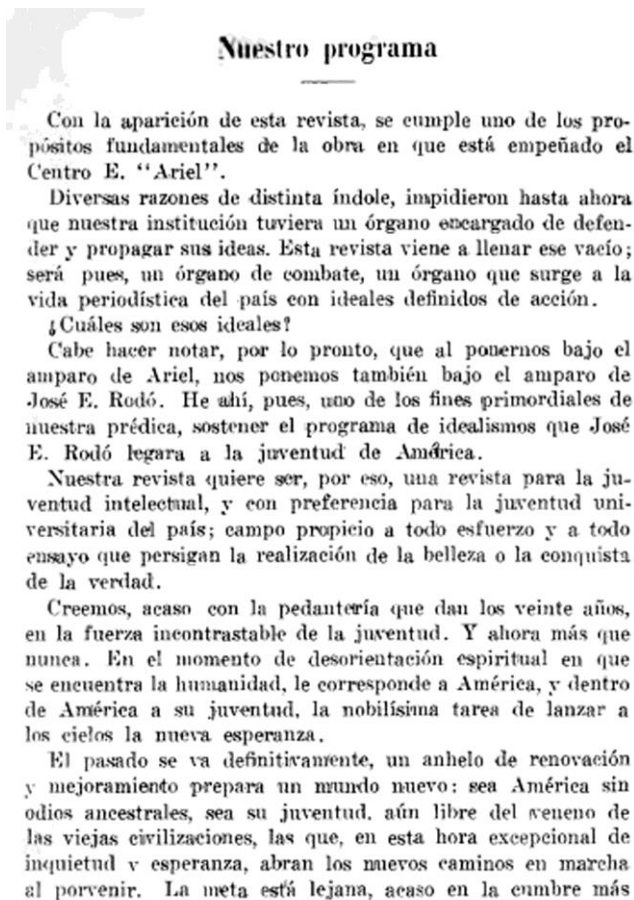 Nuestro programa
Con la aparición de esta revista, se cumple uno de los pro-
pósitos fundamentales de la obra en que está empeñado el
Centro E. "Ariel".
Diversas razones de distinta índole, impidieron hasta ahora
que nuestra institución tuviera un órgano encargado de defen-
der y propagar sus ideas. Esta revista viene a llenar ese vacío;
será pues, un órgano de combate, un órgano que surge a la
vida periodística del país con ideales definidos de acción.
¿Cuáles son esos ideales?
Cabe hacer notar, por lo pronto, que al ponernos bajo el
amparo de Ariel, nos ponemos también bajo el amparo de
José E. Rodó. He ahí, pues, uno de los fines primordiales de
nuestra prédica, sostener el programa de idealismos que José
E. Rodó legara a la juventud de América.
Nuestra revista quiere ser, por eso, una revista para la ju-
ventud intelectual, y con preferencia para la juventud uni-
versitaria del país; campo propicio a todo esfuerzo y a todo
ensayo que persigan la realización de la belleza o la conquista
de la verdad.
Creemos, acaso con la pedantería que dan los veinte años,
en la fuerza incontrastable de la juventud. Y ahora más que
nunca. En el momento de desorientación espiritual en que
se encuentra la humanidad, le corresponde a América, y dentro
de América a su juventud, la nobilísima tarea de lanzar a
los cielos la nueva esperanza.
El pasado se va definitivamente, un anhelo de renovación
y mejoramiento prepara un mundo nuevo: sea América sin
odios ancestrales, sea su juventud. aún libre del veneno de
las viejas civilizaciones, las que, en esta hora excepcional de
inquietud y esperanza, abran los nuevos caminos en marcha
al porvenir. La meta está lejana, acaso en la cumbre más